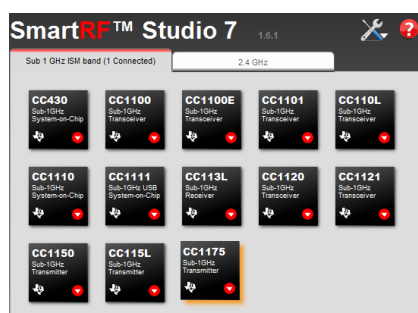 SmartRF™ Studio 7 1.6.1
Sub 1 GHz ISM band (1 Connected) 2.4 GHz
CC430 CC1100 CC1100E CC1101 CC110L
Sub-1GHz Sub-1GHz Sub-1GHz Sub-1GHz Sub-1GHz
System-on-Chip Transceiver Transceiver Transceiver Transceiver
CC1110 CC1111 CC113L CC1120 CC1121
Sub-1GHz Sub-1GHz USB Sub-1GHz Sub-1GHz Sub-1GHz
System-on-Chip System-on-Chip Receiver Transceiver Transceiver
CC1150 CC115L CC1175
Sub-1GHz Sub-1GHz Sub-1GHz
Transmitter Transmitter Transmitter